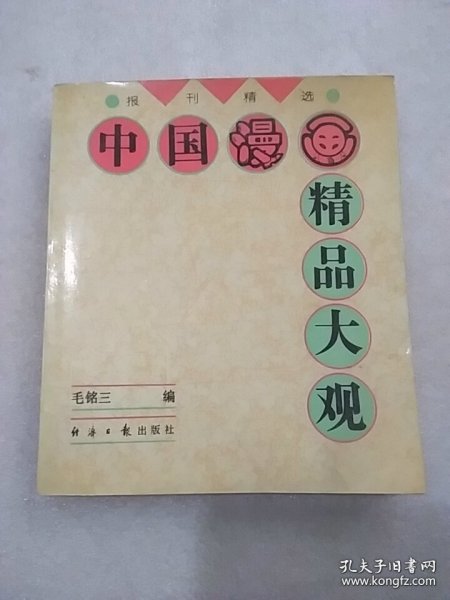 报刊精选
中国漫画
精品大观
毛铭三 编
经济日报出版社
孔夫子旧书网
www.kongfz.com